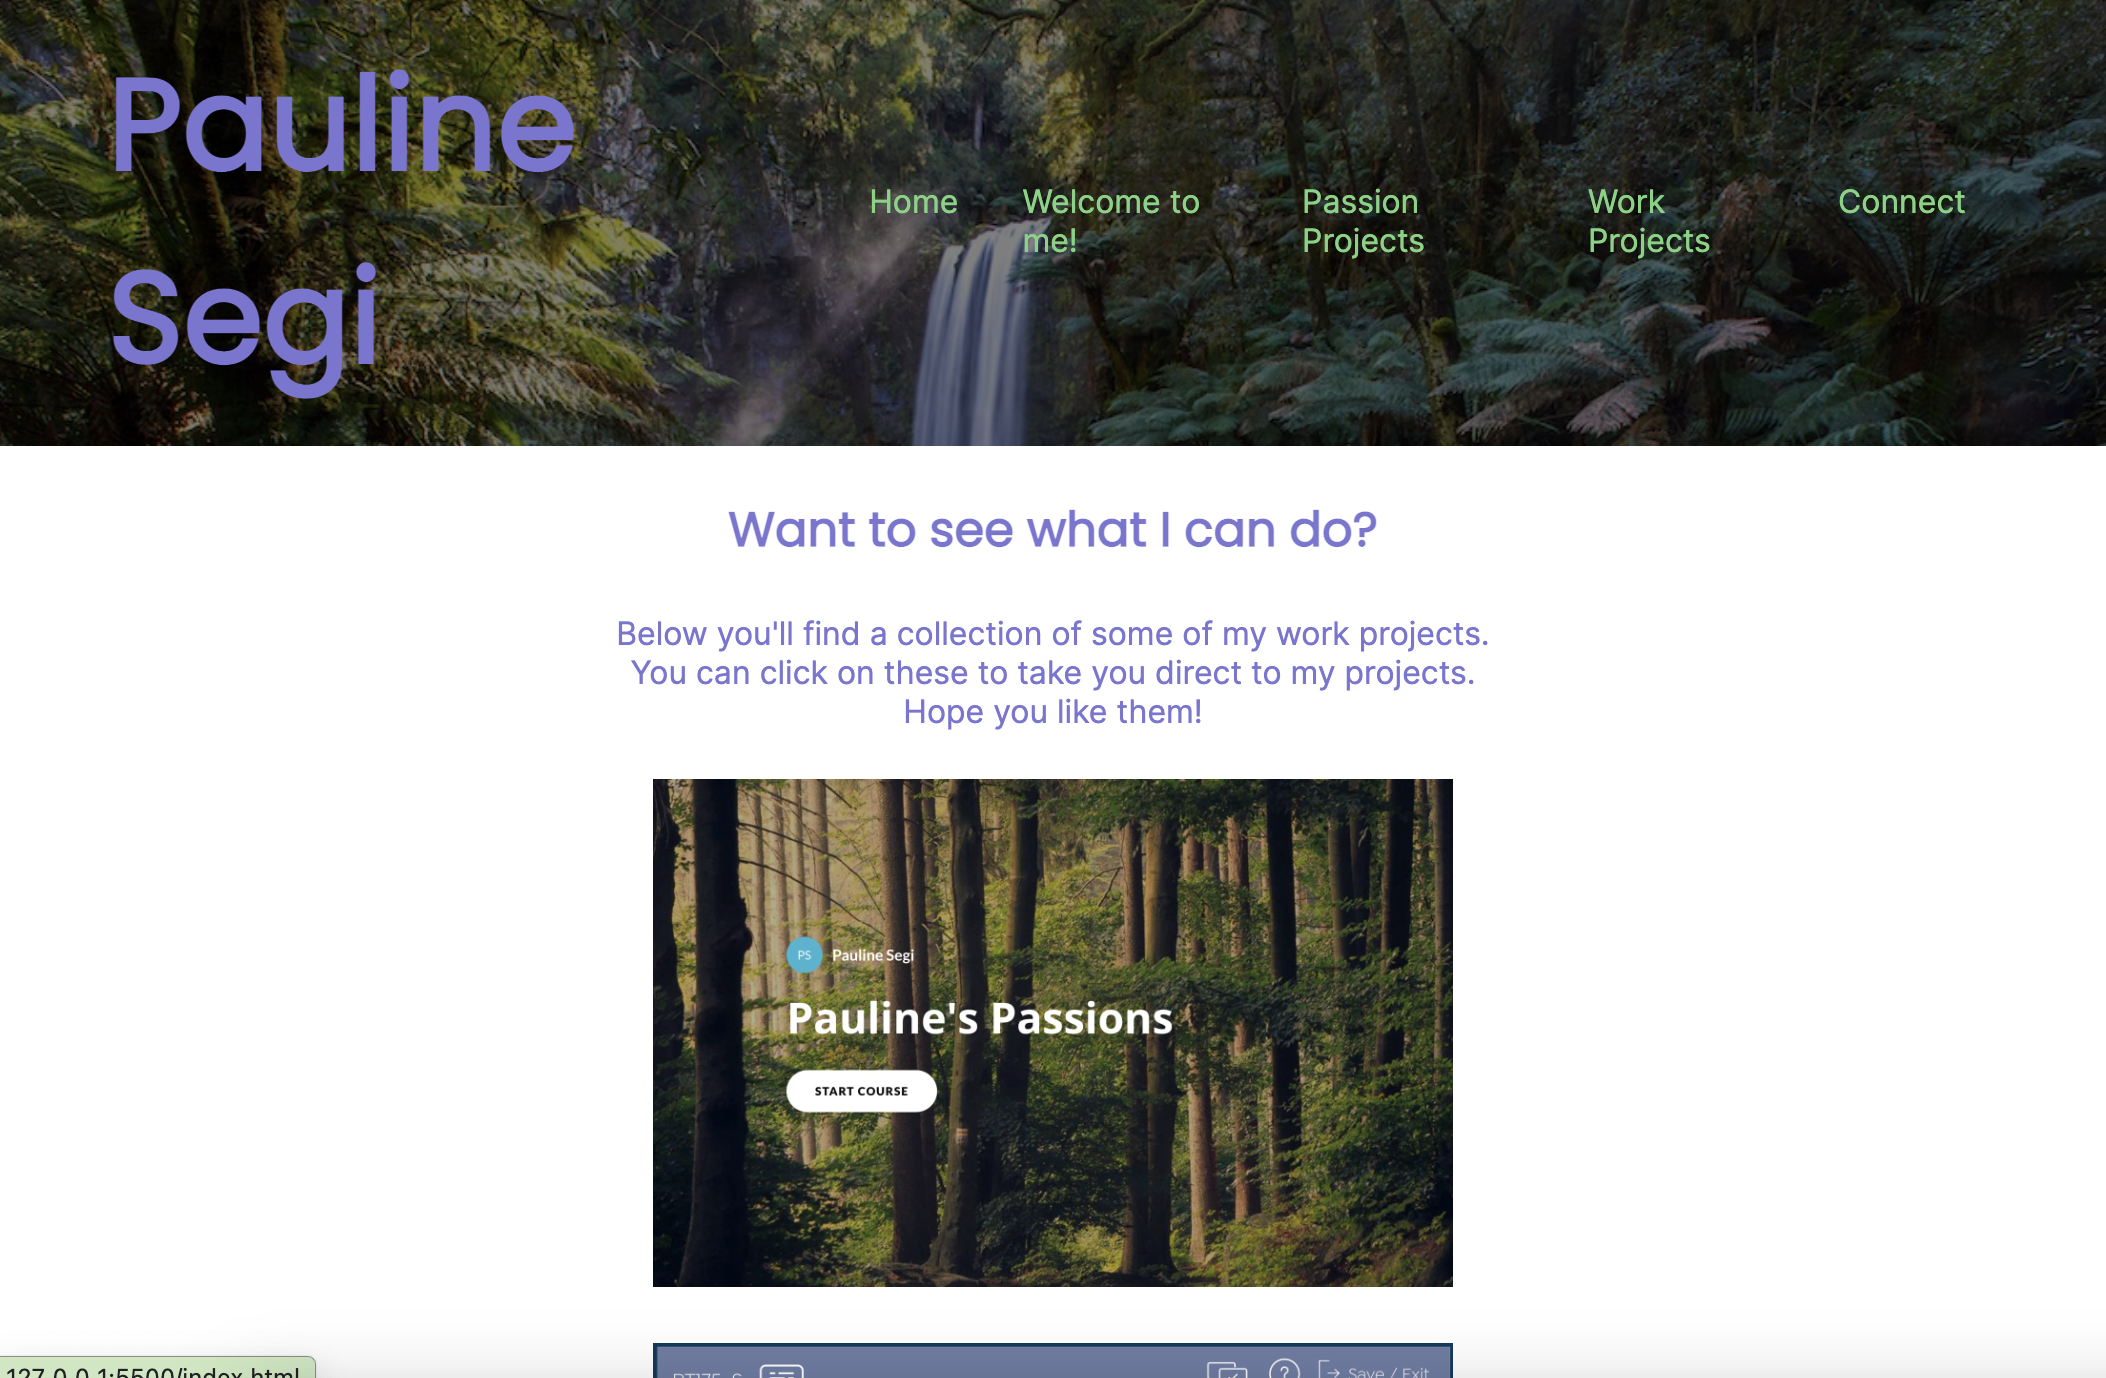 Pauline
Segi
Home
Welcome to
me!
Passion
Projects
Work
Projects
Connect
Want to see what I can do?
Below you'll find a collection of some of my work projects.
You can click on these to take you direct to my projects.
Hope you like them!
PS Pauline Segi
Pauline's Passions
START COURSE
Save / Exit
127.0.0.1:5500/index.html